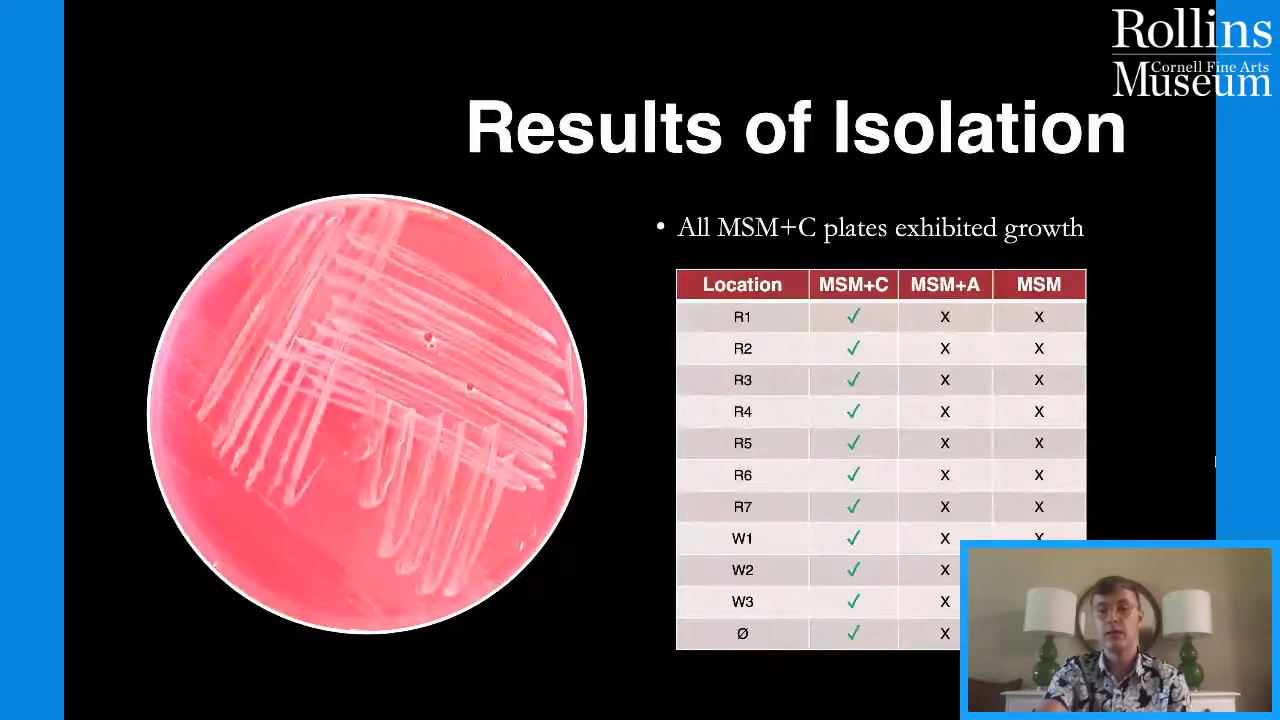 Rollins
Cornell Fine Arts
Museum
Results of Isolation
• All MSM+C plates exhibited growth
Location MSM+C MSM+A MSM
R1 ✓ X X
R2 ✓ X X
R3 ✓ X X
R4 ✓ X X
R5 ✓ X X
R6 ✓ X X
R7 ✓ X X
W1 ✓ X X
W2 ✓ X
W3 ✓ X
Ø ✓ X